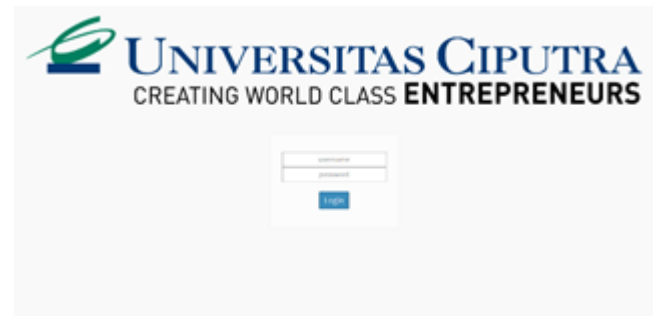 UNIVERSITAS CIPUTRA
CREATING WORLD CLASS ENTREPRENEURS
username
password
Login